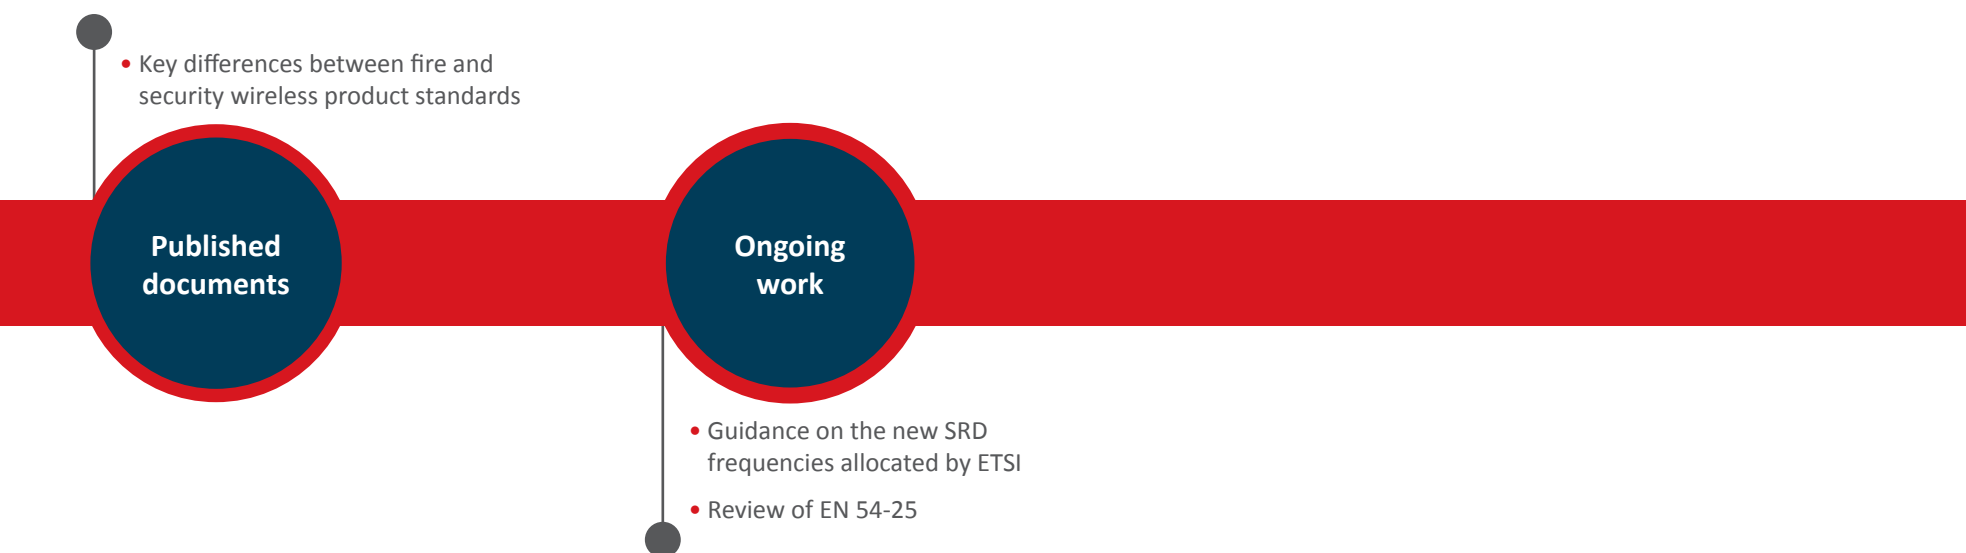 • Key differences between fire and
security wireless product standards
Published
documents
Ongoing
work
• Guidance on the new SRD
frequencies allocated by ETSI
• Review of EN 54-25